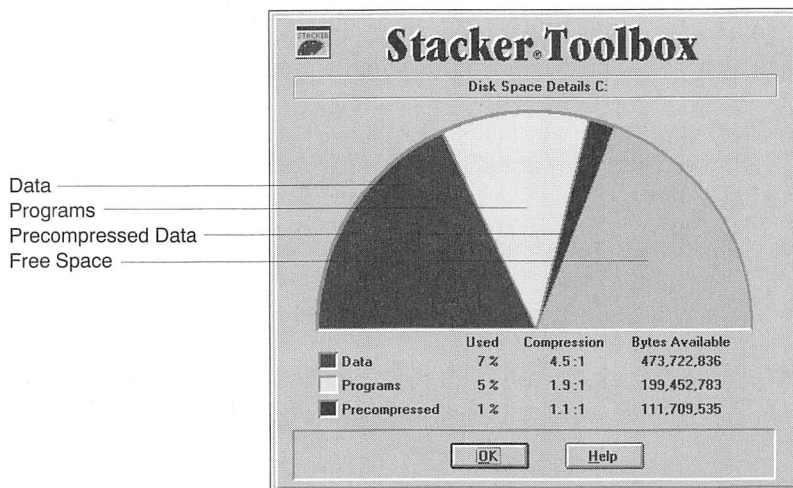 STACKER
Stacker® Toolbox
Disk Space Details C:
Data
Programs
Precompressed Data
Free Space
Used Compression Bytes Available
Data 7 % 4.5 :1 473,722,836
Programs 5 % 1.9 :1 199,452,783
Precompressed 1 % 1.1 :1 111,709,535
OK Help